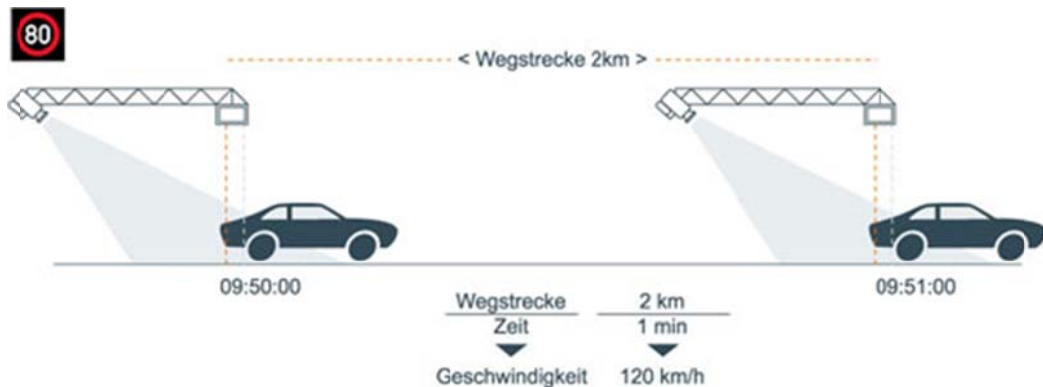 80
< Wegstrecke 2km >
09:50:00
09:51:00
Wegstrecke 2 km
Zeit 1 min
Geschwindigkeit 120 km/h